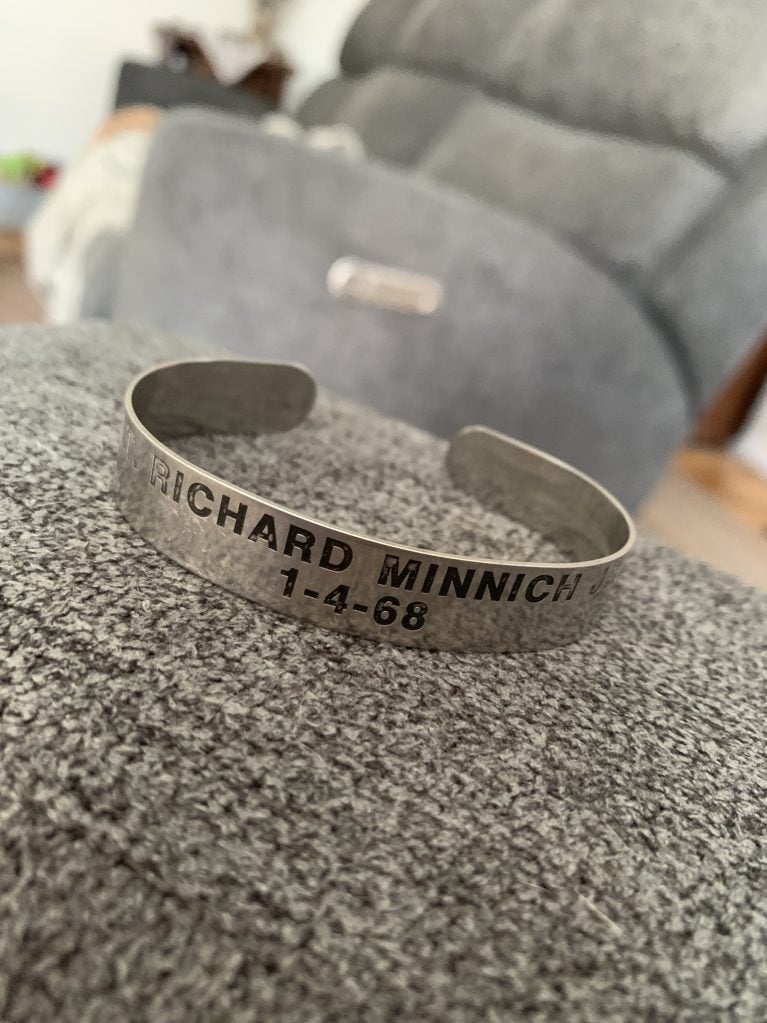 T. RICHARD MINNICH J
1-4-68